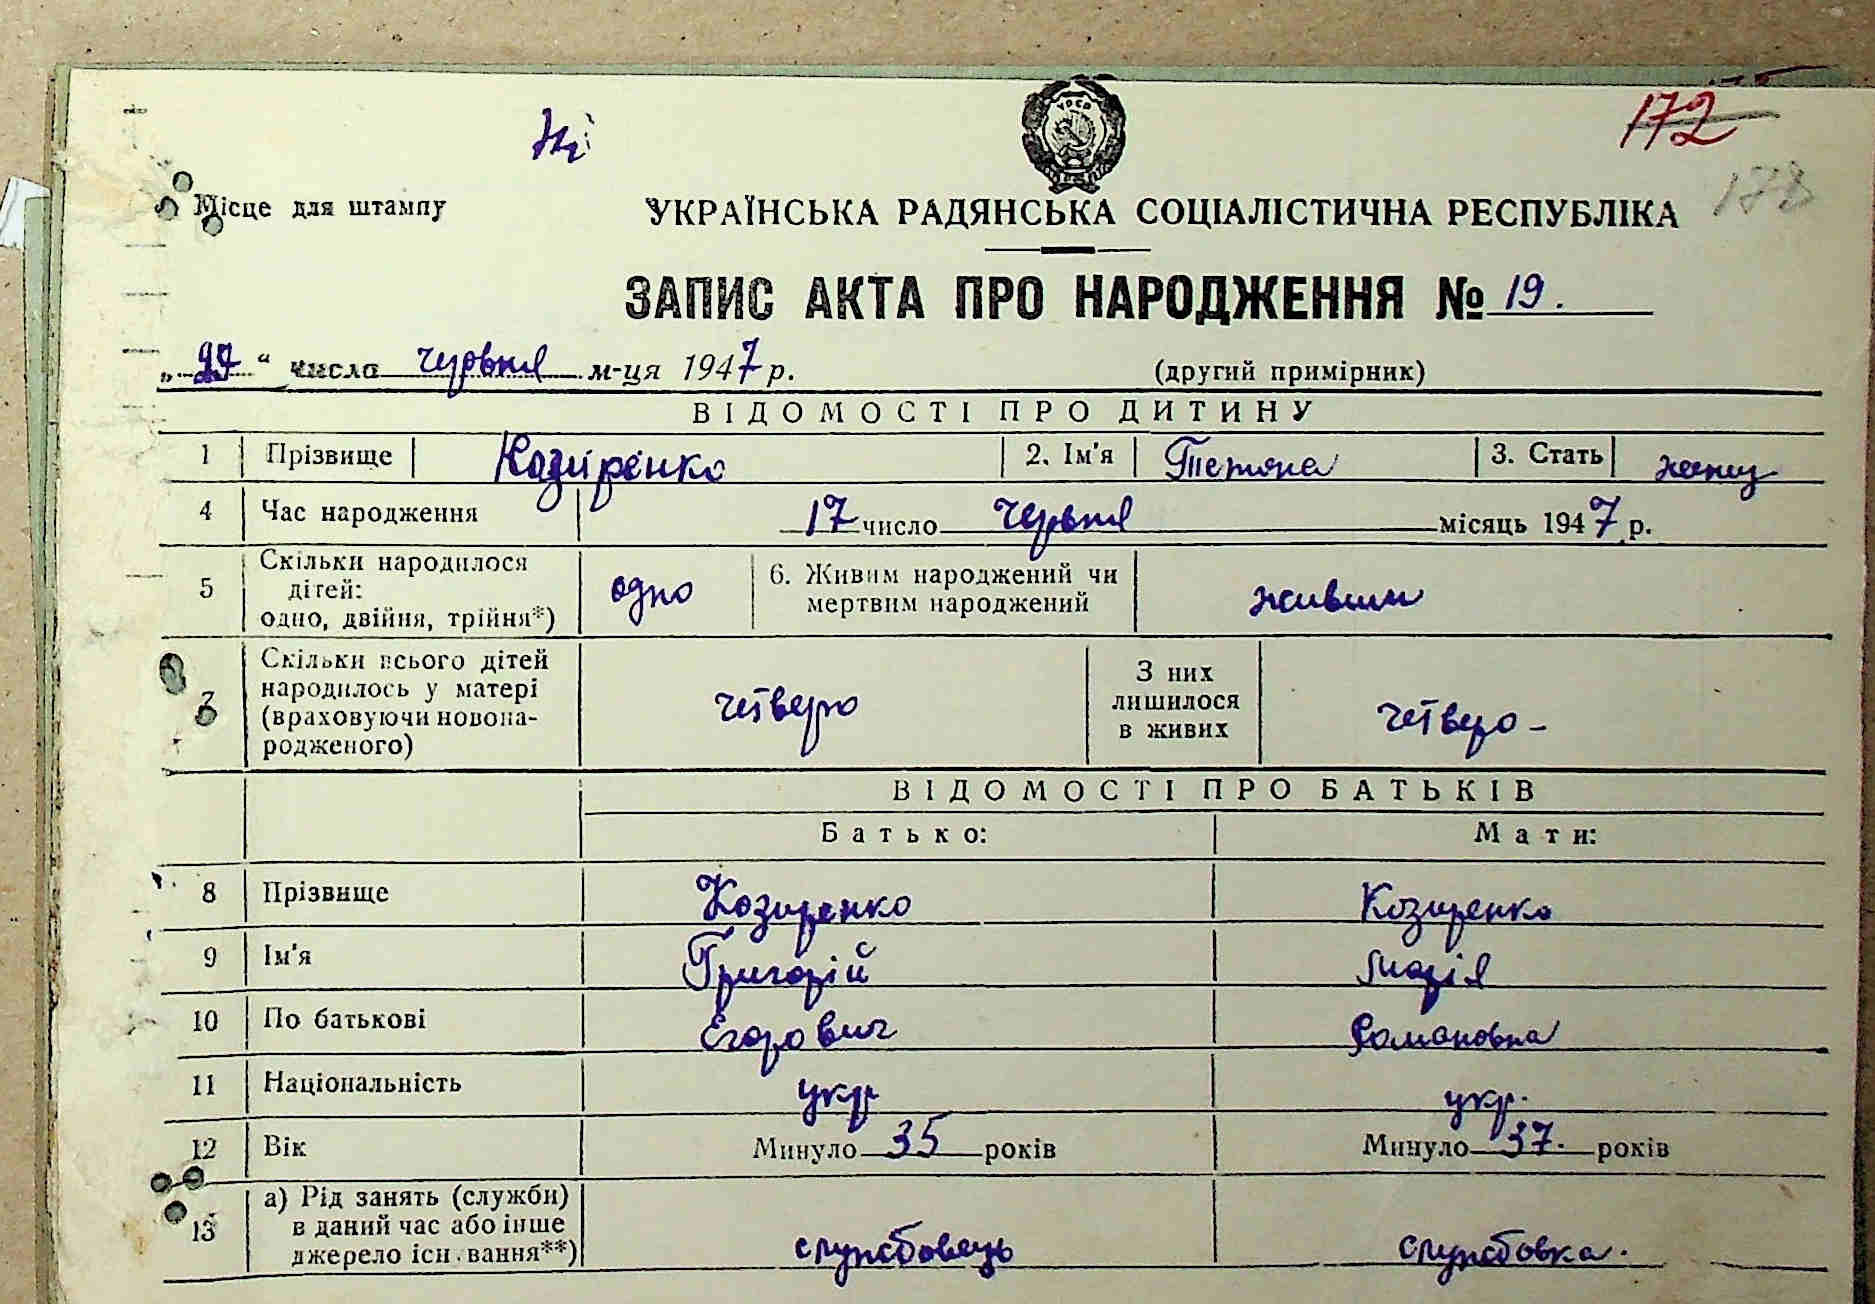 172
178
УРСР
Місце для штампу
УКРАЇНСЬКА РАДЯНСЬКА СОЦІАЛІСТИЧНА РЕСПУБЛІКА
ЗАПИС АКТА ПРО НАРОДЖЕННЯ № 19.
„27“ числа червня м-ця 1947 р. (другий примірник)
ВІДОМОСТІ ПРО ДИТИНУ
1 Прізвище Козиренко 2. Ім'я Тетяна 3. Стать
4 Час народження 17 число червня місяць 1947 р.
5 Скільки народилося дітей: одно, двійня, трійня*) одно 6. Живим народжений чи мертвим народжений живим
7 Скільки всього дітей народилось у матері (враховуючи новонародженого) четверо З них лишилося в живих четверо -
ВІДОМОСТІ ПРО БАТЬКІВ
Батько: Мати:
8 Прізвище Козиренко Козиренко
9 Ім'я Григорій Марія
10 По батькові Єгорович Романовна
11 Національність укр укр.
12 Вік Минуло 35 років Минуло 37. років
13 а) Рід занять (служби) в даний час або інше джерело існування**) службовець службовка.